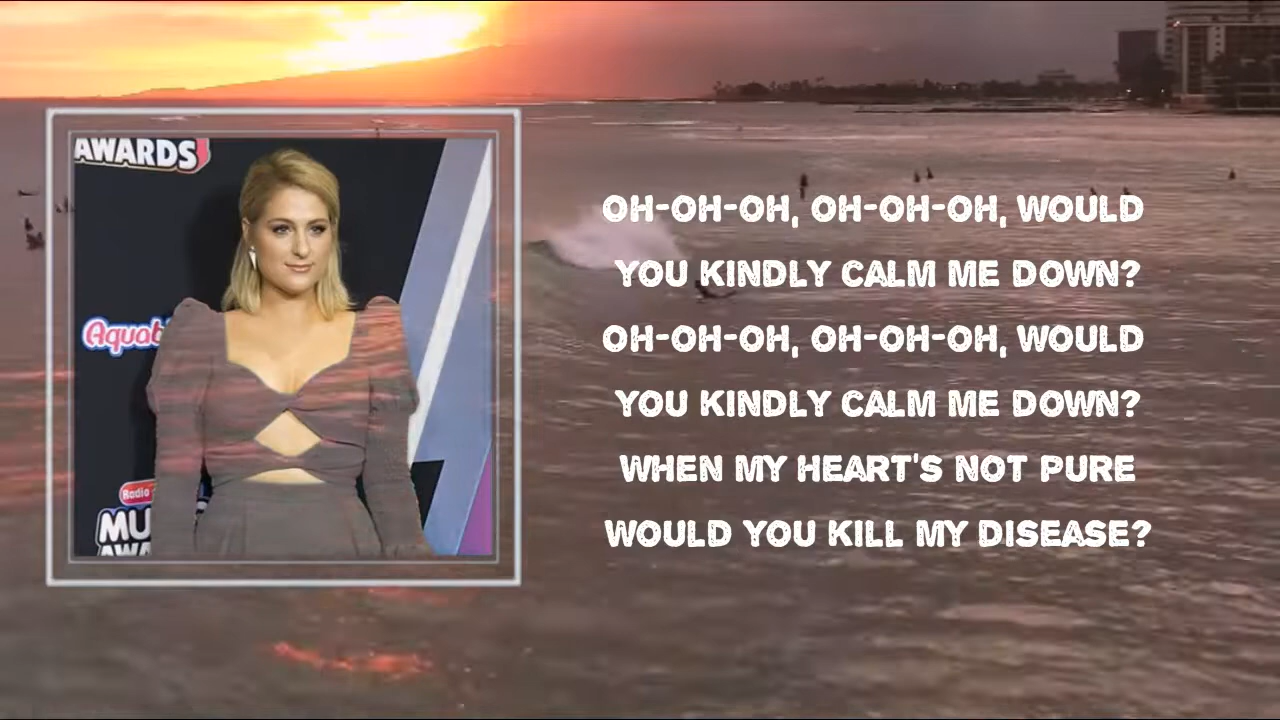 AWARDS
Aquab
Radio
MU
AWA
OH-OH-OH, OH-OH-OH, WOULD
YOU KINDLY CALM ME DOWN?
OH-OH-OH, OH-OH-OH, WOULD
YOU KINDLY CALM ME DOWN?
WHEN MY HEART'S NOT PURE
WOULD YOU KILL MY DISEASE?